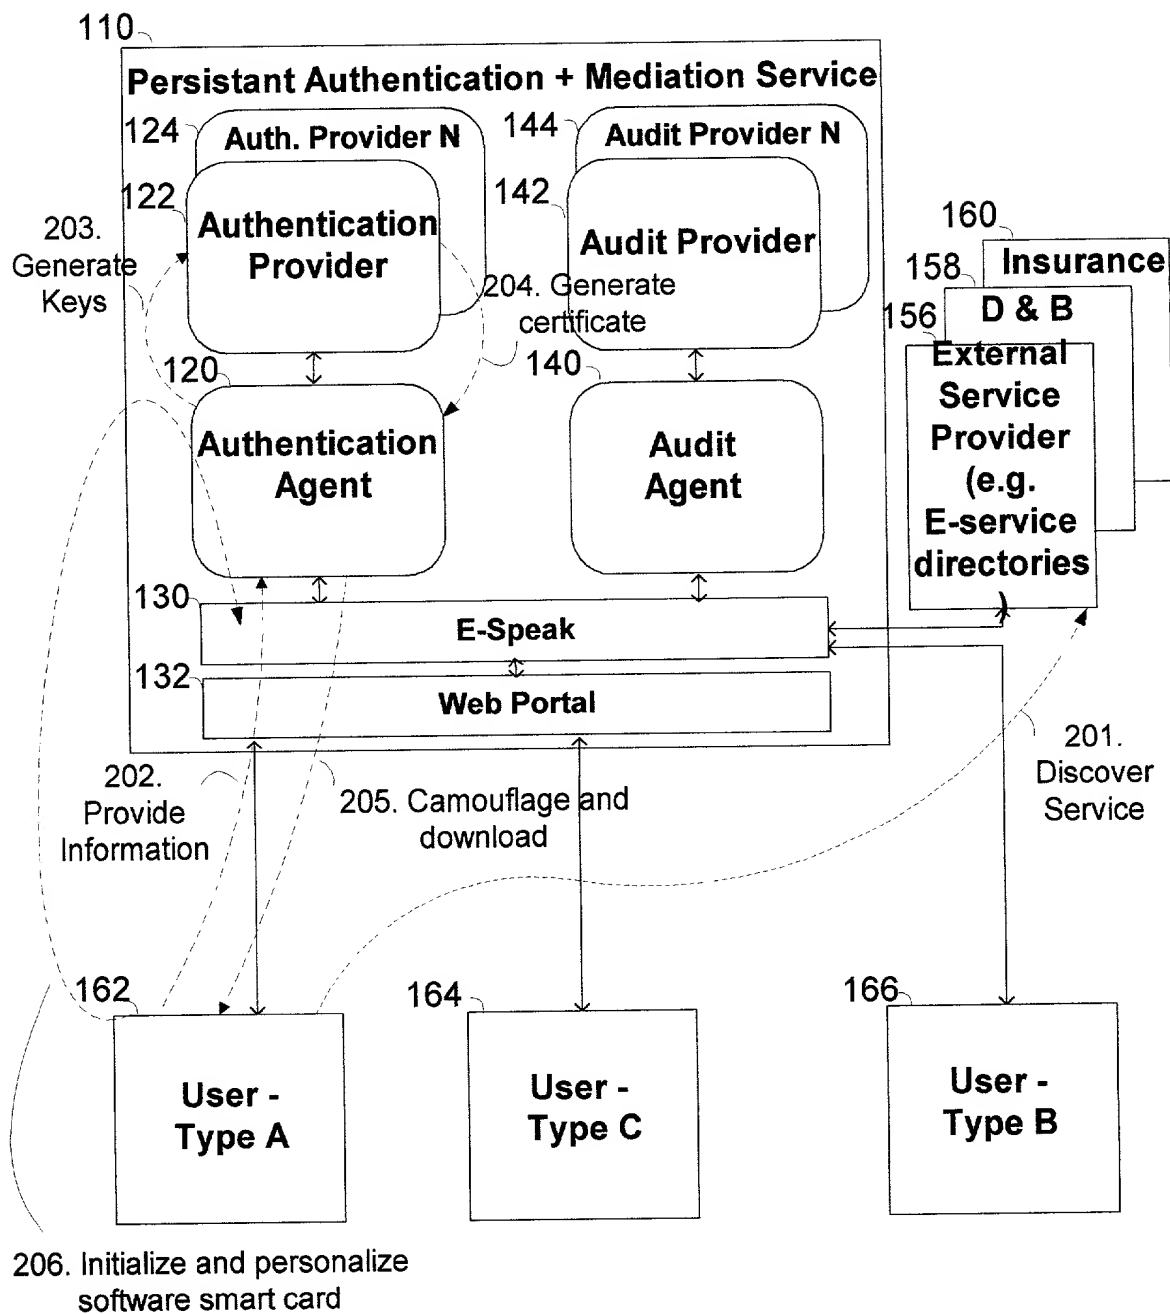 110
Persistant Authentication + Mediation Service
124
Auth. Provider N
144
Audit Provider N
122
Authentication
Provider
142
Audit Provider
203.
Generate
Keys
204. Generate
certificate
160
Insurance
158
D & B
156
External
Service
Provider
(e.g.
E-service
directories
)
120
Authentication
Agent
140
Audit
Agent
130
E-Speak
132
Web Portal
202.
Provide
Information
205. Camouflage and
download
201.
Discover
Service
162
User -
Type A
164
User -
Type C
166
User -
Type B
206. Initialize and personalize
software smart card